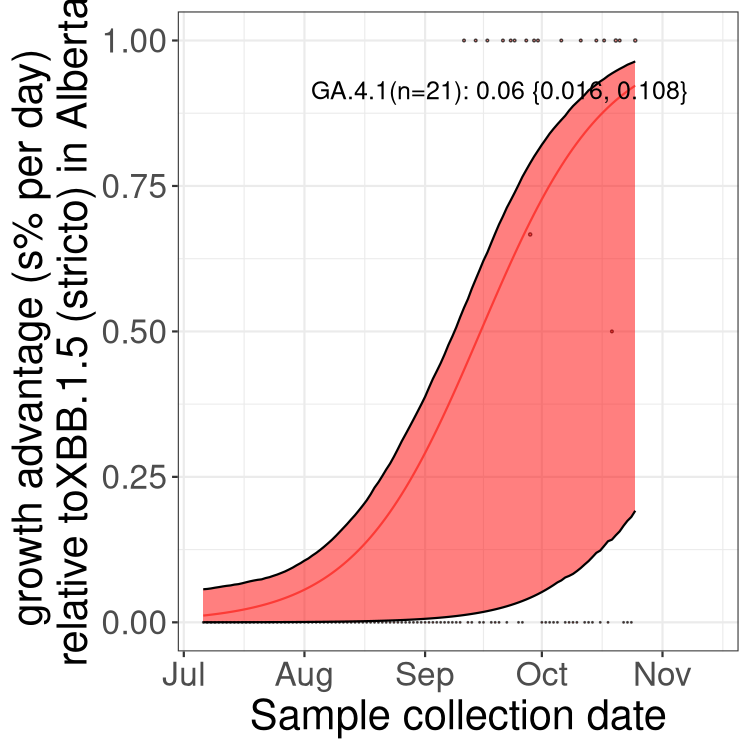 growth advantage (s% per day)
relative toXBB.1.5 (stricto) in Alberta
1.00
0.75
0.50
0.25
0.00
GA.4.1(n=21): 0.06 {0.016, 0.108}
Jul Aug Sep Oct Nov
Sample collection date